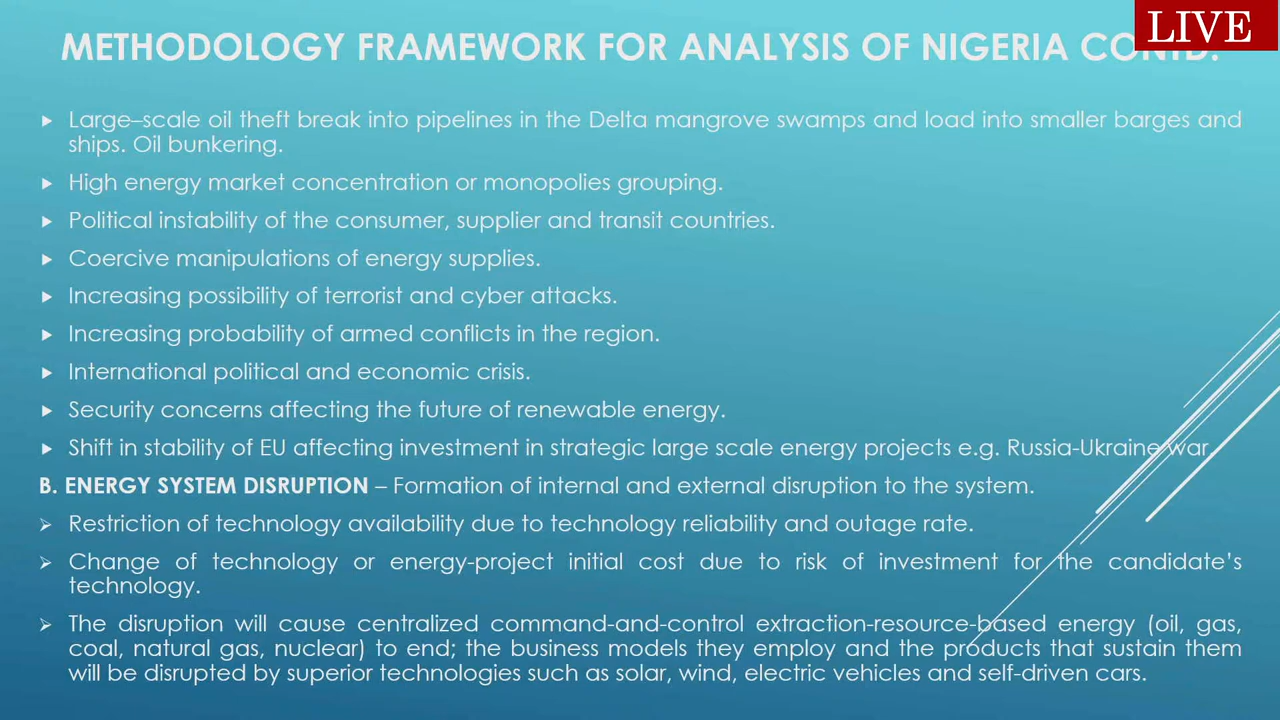 LIVE
METHODOLOGY FRAMEWORK FOR ANALYSIS OF NIGERIA CONTD.
Large–scale oil theft break into pipelines in the Delta mangrove swamps and load into smaller barges and
ships. Oil bunkering.
High energy market concentration or monopolies grouping.
Political instability of the consumer, supplier and transit countries.
Coercive manipulations of energy supplies.
Increasing possibility of terrorist and cyber attacks.
Increasing probability of armed conflicts in the region.
International political and economic crisis.
Security concerns affecting the future of renewable energy.
Shift in stability of EU affecting investment in strategic large scale energy projects e.g. Russia-Ukraine war.
B. ENERGY SYSTEM DISRUPTION – Formation of internal and external disruption to the system.
Restriction of technology availability due to technology reliability and outage rate.
Change of technology or energy-project initial cost due to risk of investment for the candidate's
technology.
The disruption will cause centralized command-and-control extraction-resource-based energy (oil, gas,
coal, natural gas, nuclear) to end; the business models they employ and the products that sustain them
will be disrupted by superior technologies such as solar, wind, electric vehicles and self-driven cars.